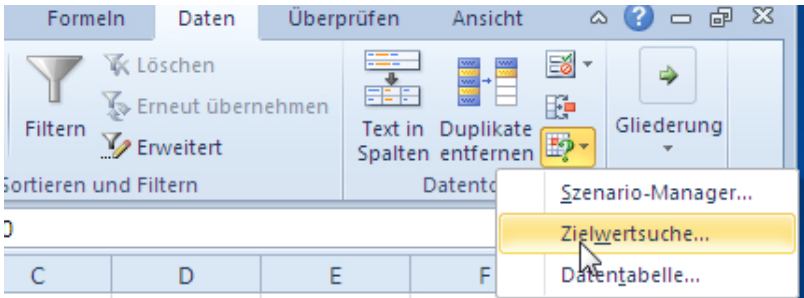 Formeln Daten Überprüfen Ansicht
Löschen
Erneut übernehmen
Filtern
Erweitert
Text in Spalten
Duplikate entfernen
Gliederung
Sortieren und Filtern
Szenario-Manager...
Zielwertsuche...
Datentabelle...
C D E F